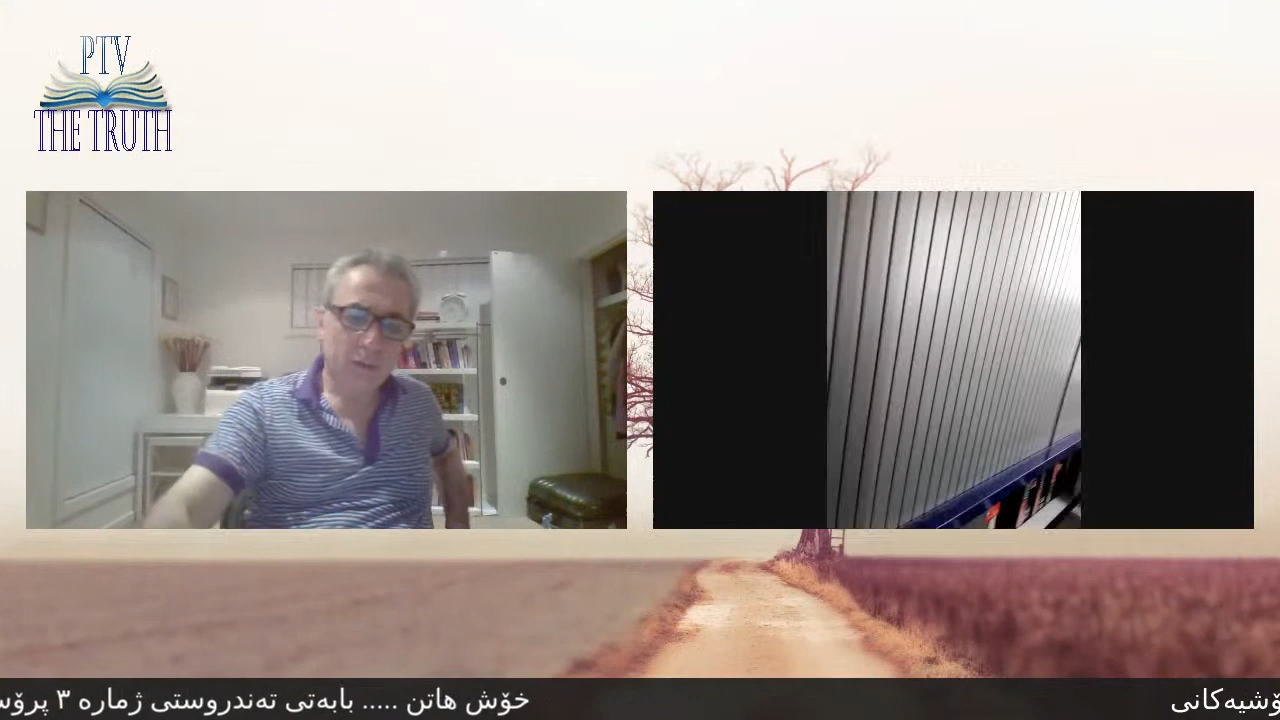 PTV
THE TRUTH
خۆش هاتن ..... بابەتی تەندروستی ژمارە ٣